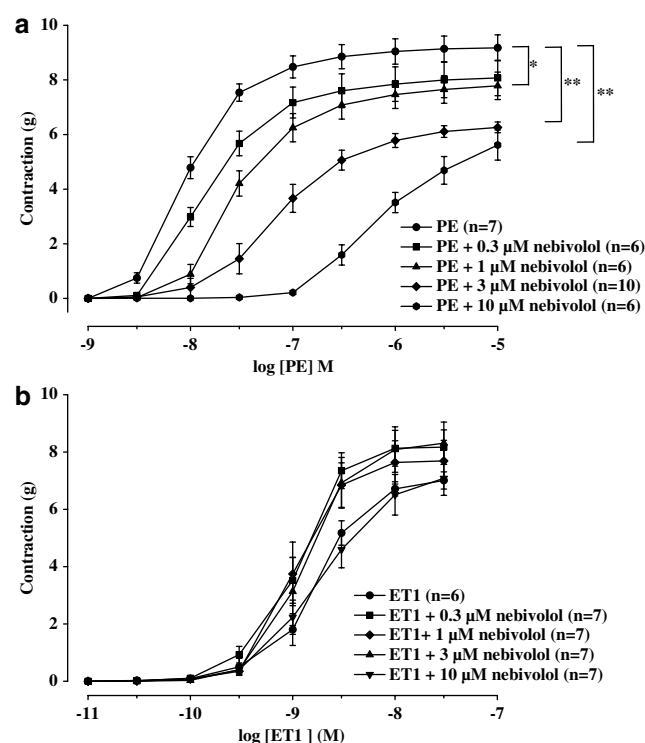 a
10
8
6
4
2
0
Contraction (g)
*
**
**
PE (n=7)
PE + 0.3 µM nebivolol (n=6)
PE + 1 µM nebivolol (n=6)
PE + 3 µM nebivolol (n=10)
PE + 10 µM nebivolol (n=6)
-9 -8 -7 -6 -5
log [PE] M
b
10
8
6
4
2
0
Contraction (g)
ET1 (n=6)
ET1 + 0.3 µM nebivolol (n=7)
ET1+ 1 µM nebivolol (n=7)
ET1 + 3 µM nebivolol (n=7)
ET1 + 10 µM nebivolol (n=7)
-11 -10 -9 -8 -7
log [ET1 ] (M)